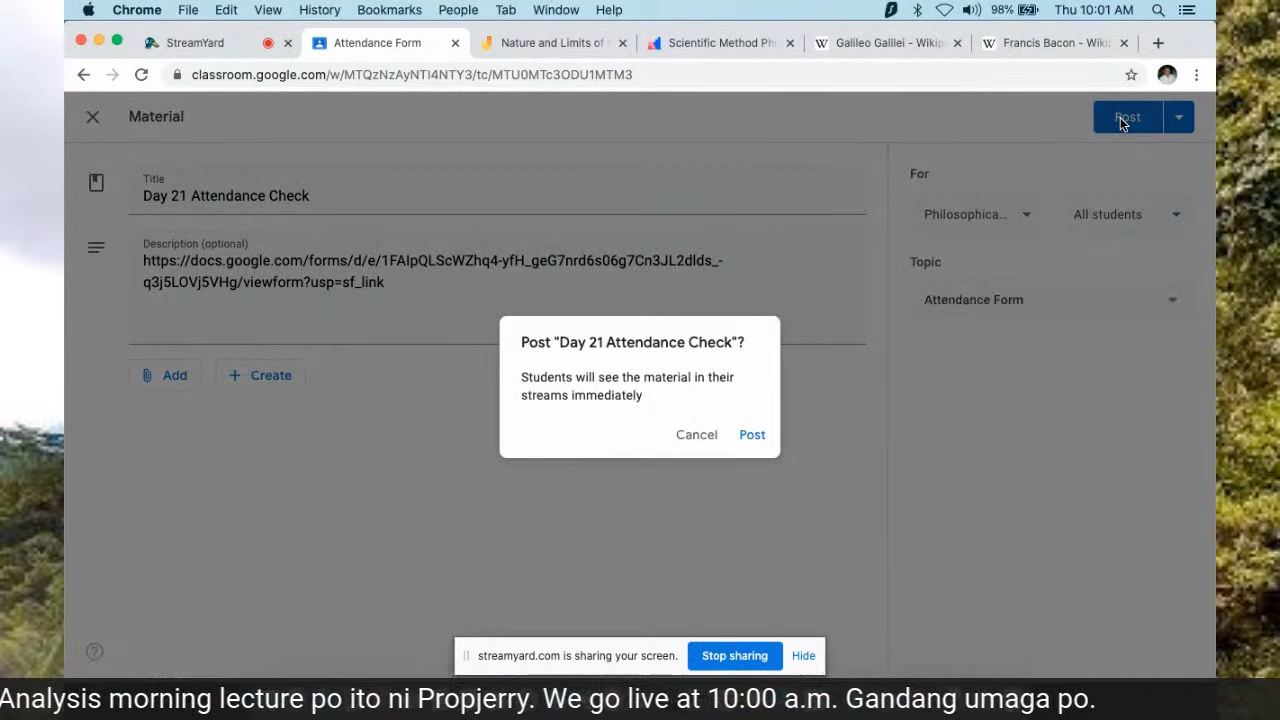 Chrome File Edit View History Bookmarks People Tab Window Help 98% Thu 10:01 AM
StreamYard Attendance Form Nature and Limits of Scientific Method Ph Galileo Galilei - Wikip Francis Bacon - Wiki
classroom.google.com/w/MTQzNzAyNTI4NTY3/tc/MTU0MTc3ODU1MTM3
Material Post
Title
Day 21 Attendance Check
Description (optional)
https://docs.google.com/forms/d/e/1FAIpQLScWZhq4-yfH_geG7nrd6s06g7Cn3JL2dlds_-
q3j5LOVj5VHg/viewform?usp=sf_link
Add Create
For
Philosophica... All students
Topic
Attendance Form
Post "Day 21 Attendance Check"?
Students will see the material in their
streams immediately
Cancel Post
streamyard.com is sharing your screen. Stop sharing Hide
Analysis morning lecture po ito ni Propjerry. We go live at 10:00 a.m. Gandang umaga po.